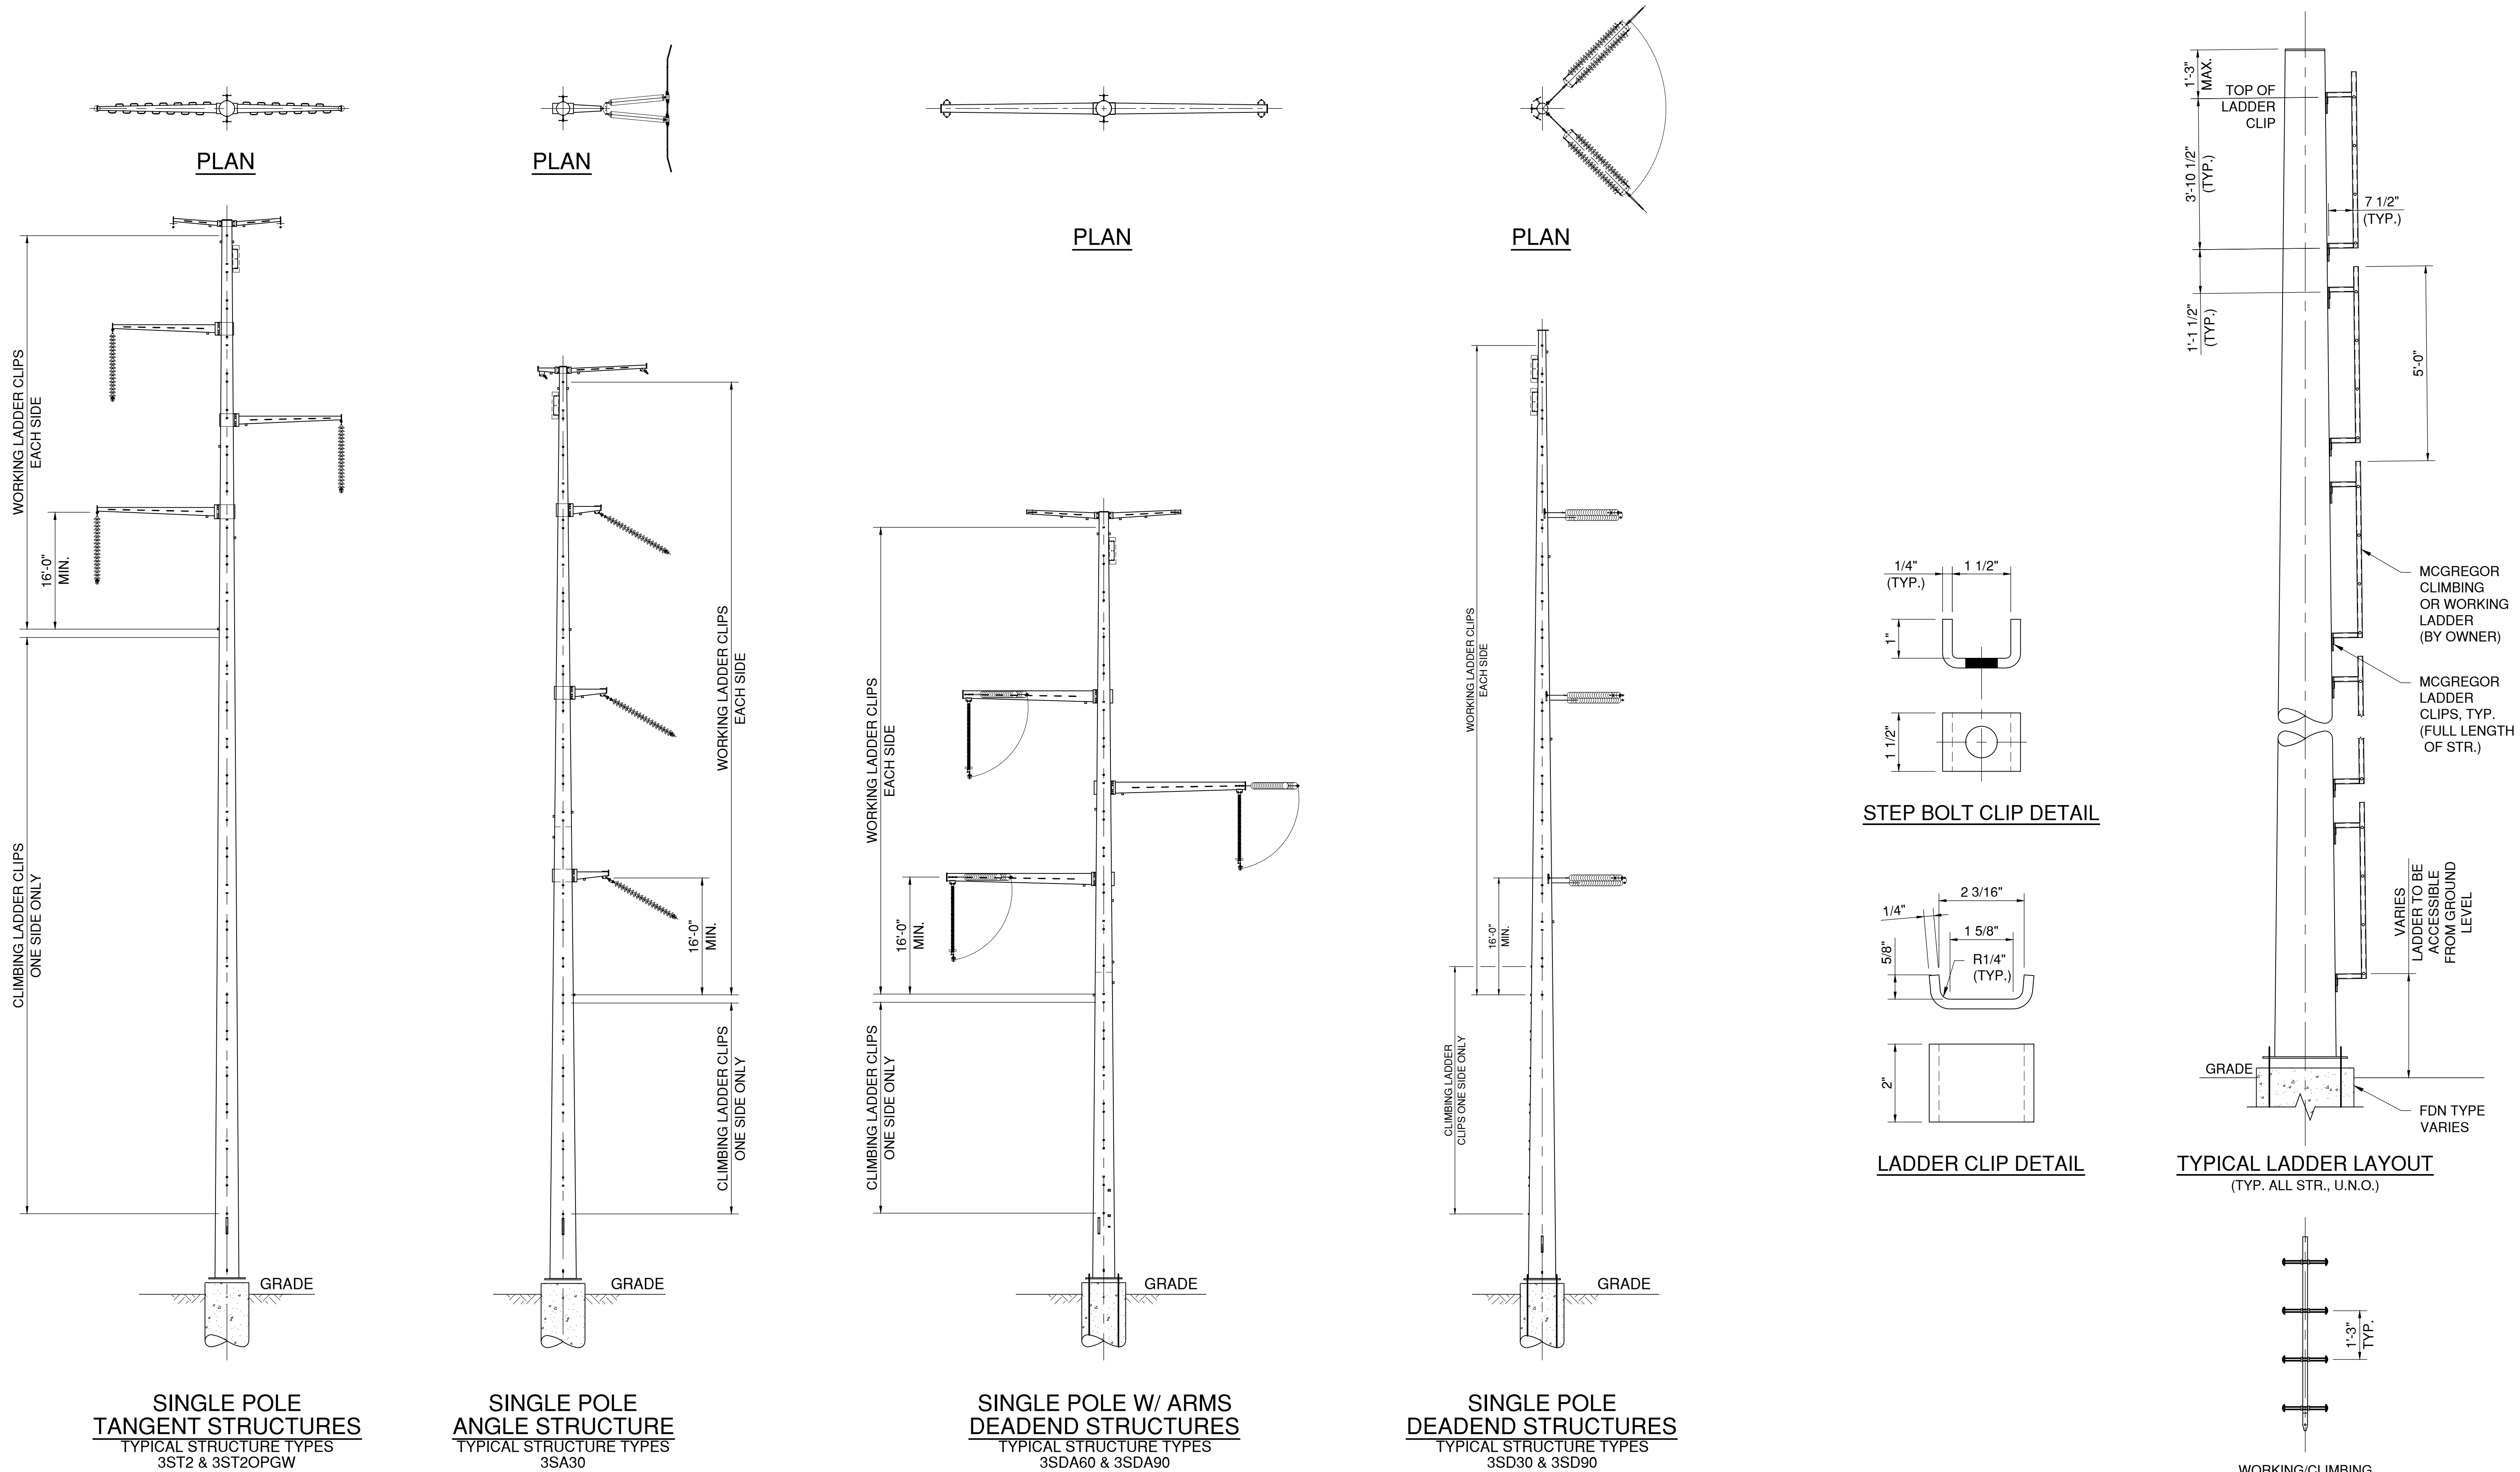 PLAN
PLAN
PLAN
PLAN
WORKING LADDER CLIPS
EACH SIDE
16'-0"
MIN.
CLIMBING LADDER CLIPS
ONE SIDE ONLY
GRADE
SINGLE POLE
TANGENT STRUCTURES
TYPICAL STRUCTURE TYPES
3ST2 & 3ST2OPGW
WORKING LADDER CLIPS
EACH SIDE
16'-0"
MIN.
CLIMBING LADDER CLIPS
ONE SIDE ONLY
GRADE
SINGLE POLE
ANGLE STRUCTURE
TYPICAL STRUCTURE TYPES
3SA30
WORKING LADDER CLIPS
EACH SIDE
16'-0"
MIN.
CLIMBING LADDER CLIPS
ONE SIDE ONLY
GRADE
SINGLE POLE W/ ARMS
DEADEND STRUCTURES
TYPICAL STRUCTURE TYPES
3SDA60 & 3SDA90
WORKING LADDER CLIPS
EACH SIDE
16'-0"
MIN.
CLIMBING LADDER
CLIPS ONE SIDE ONLY
GRADE
SINGLE POLE
DEADEND STRUCTURES
TYPICAL STRUCTURE TYPES
3SD30 & 3SD90
1/4"
(TYP.)
1 1/2"
1"
1 1/2"
STEP BOLT CLIP DETAIL
2 3/16"
1/4"
1 5/8"
5/8"
R1/4"
(TYP.)
2"
LADDER CLIP DETAIL
1'-3"
MAX.
TOP OF
LADDER
CLIP
3'-10 1/2"
(TYP.)
7 1/2"
(TYP.)
1'-1 1/2"
(TYP.)
5'-0"
MCGREGOR
CLIMBING
OR WORKING
LADDER
(BY OWNER)
MCGREGOR
LADDER
CLIPS, TYP.
(FULL LENGTH
OF STR.)
VARIES
LADDER TO BE
ACCESSIBLE
FROM GROUND
LEVEL
GRADE
FDN TYPE
VARIES
TYPICAL LADDER LAYOUT
(TYP. ALL STR., U.N.O.)
1'-3"
TYP.
WORKING/CLIMBING